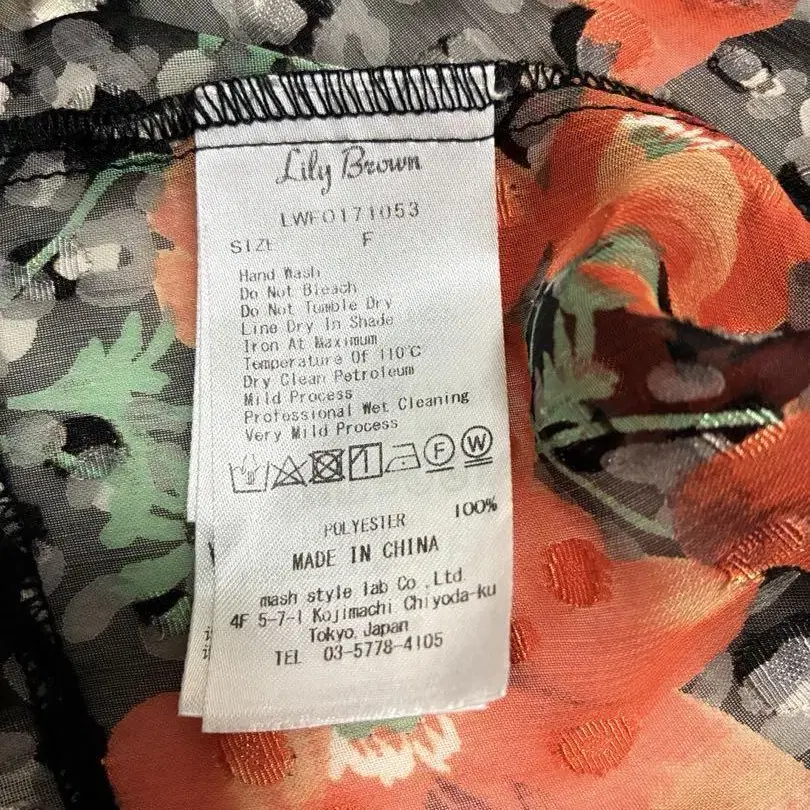 Lily Brown
LWFO171053
SIZE F
Hand Wash
Do Not Bleach
Do Not Tumble Dry
Line Dry In Shade
Iron At Maximum
Temperature Of 110°C
Dry Clean Petroleum
Mild Process
Professional Wet Cleaning
Very Mild Process
F W
POLYESTER 100%
MADE IN CHINA
mash style lab Co.,Ltd.
4F 5-7-1 Kojimachi Chiyoda-ku
Tokyo, Japan
TEL 03-5778-4105